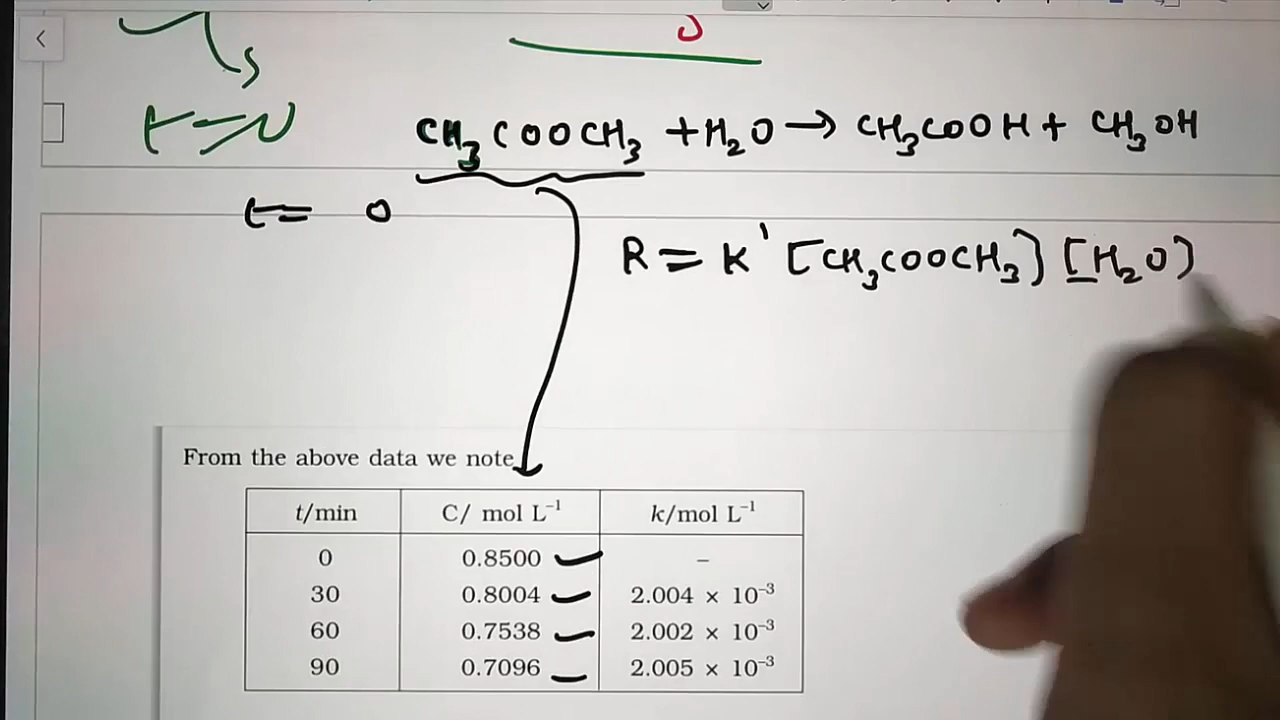 CH₃COOCH₃ + H₂O → CH₃COOH + CH₃OH
t = 0
R = K' [CH₃COOCH₃] [H₂O]
From the above data we note
t/min C/ mol L⁻¹ k/mol L⁻¹
0 0.8500 –
30 0.8004 2.004 × 10⁻³
60 0.7538 2.002 × 10⁻³
90 0.7096 2.005 × 10⁻³